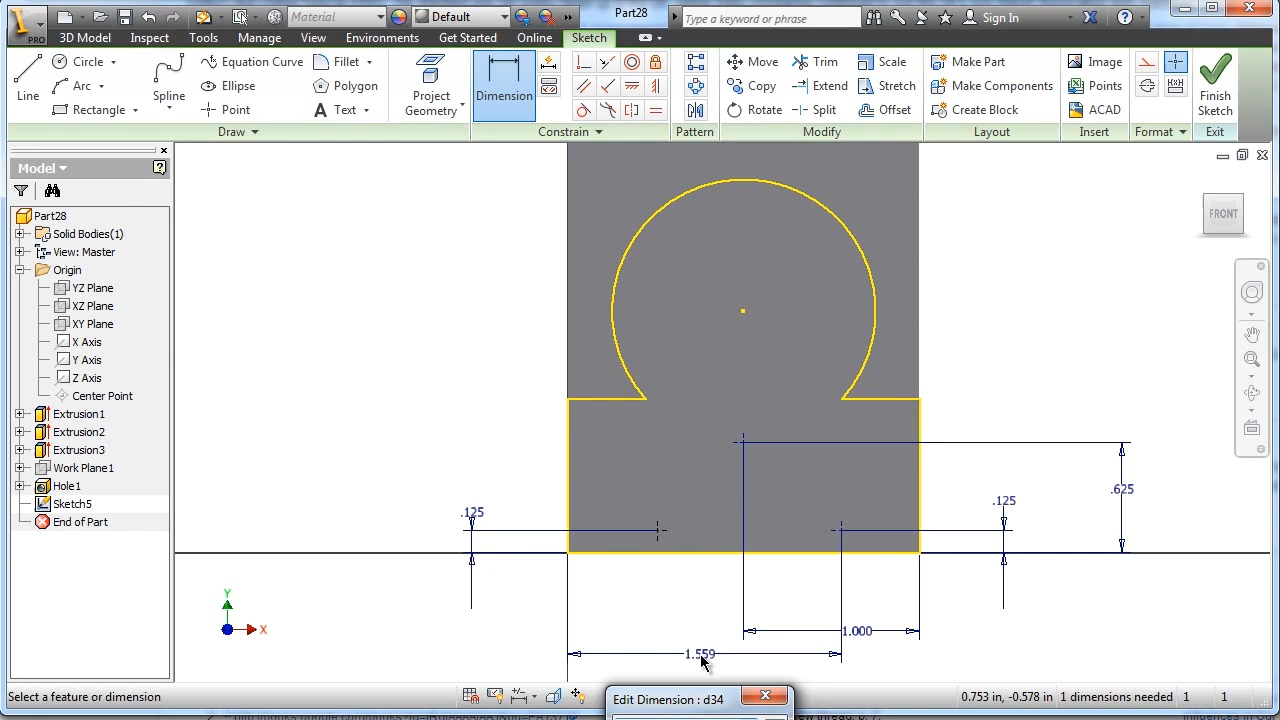 Material
Default
Part28
Type a keyword or phrase
Sign In
PRO
3D Model
Inspect
Tools
Manage
View
Environments
Get Started
Online
Sketch
Line
Circle
Arc
Rectangle
Spline
Equation Curve
Ellipse
Point
Fillet
Polygon
Text
Project
Geometry
Dimension
Move
Copy
Rotate
Trim
Extend
Split
Scale
Stretch
Offset
Make Part
Make Components
Create Block
Image
Points
ACAD
Finish
Sketch
Draw
Constrain
Pattern
Modify
Layout
Insert
Format
Exit
Model
Part28
Solid Bodies(1)
View: Master
Origin
YZ Plane
XZ Plane
XY Plane
X Axis
Y Axis
Z Axis
Center Point
Extrusion1
Extrusion2
Extrusion3
Work Plane1
Hole1
Sketch5
End of Part
FRONT
.125
.125
.625
1.000
1.559
Y
X
Select a feature or dimension
Edit Dimension : d34
0.753 in, -0.578 in
1 dimensions needed
1
1